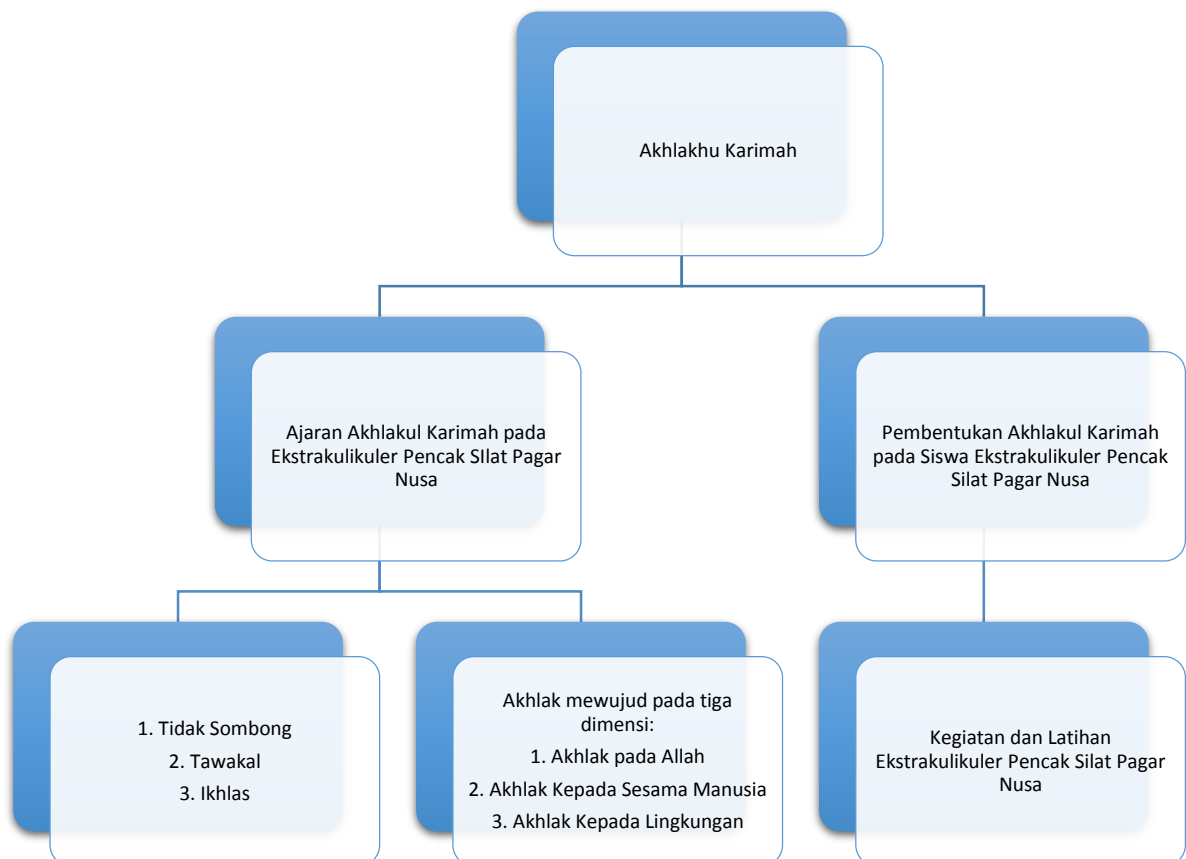 Akhlakhu Karimah
Ajaran Akhlakul Karimah pada
Ekstrakulikuler Pencak SIlat Pagar
Nusa
Pembentukan Akhlakul Karimah
pada Siswa Ekstrakulikuler Pencak
Silat Pagar Nusa
1. Tidak Sombong
2. Tawakal
3. Ikhlas
Akhlak mewujud pada tiga
dimensi:
1. Akhlak pada Allah
2. Akhlak Kepada Sesama Manusia
3. Akhlak Kepada Lingkungan
Kegiatan dan Latihan
Ekstrakulikuler Pencak Silat Pagar
Nusa